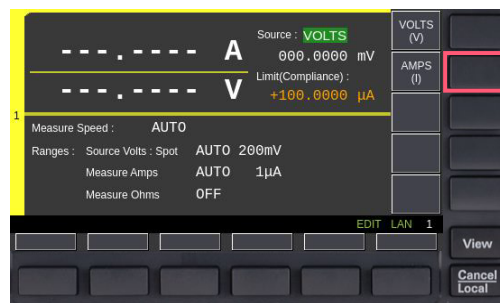 ---.---- A
Source : VOLTS
000.0000 mV
---.---- V
Limit(Compliance) :
+100.0000 µA
VOLTS
(V)
AMPS
(I)
1
Measure Speed : AUTO
Ranges : Source Volts : Spot AUTO 200mV
Measure Amps AUTO 1µA
Measure Ohms OFF
EDIT LAN 1
View
Cancel
Local